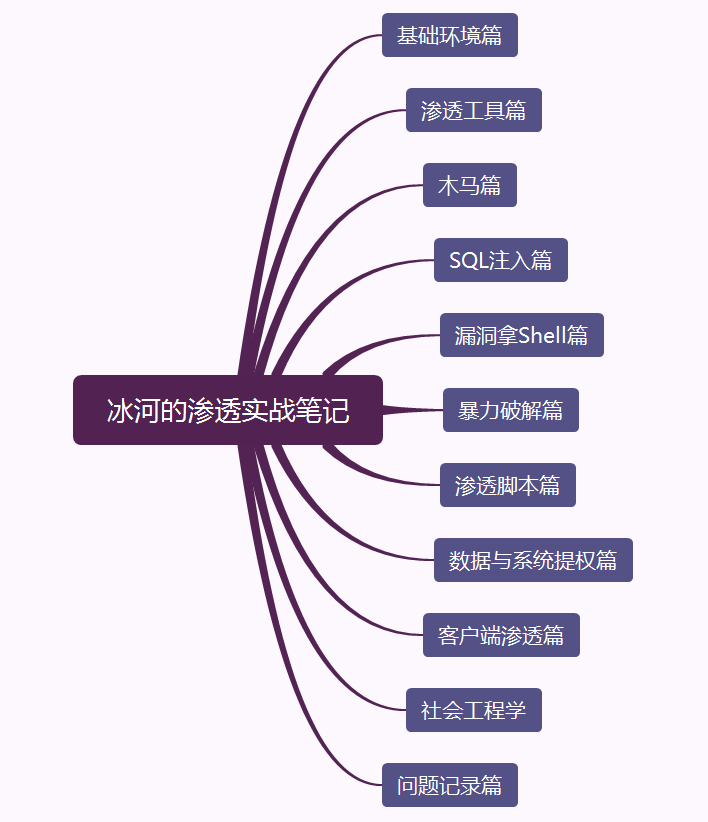 基础环境篇
渗透工具篇
木马篇
SQL注入篇
漏洞拿Shell篇
冰河的渗透实战笔记
暴力破解篇
渗透脚本篇
数据与系统提权篇
客户端渗透篇
社会工程学
问题记录篇